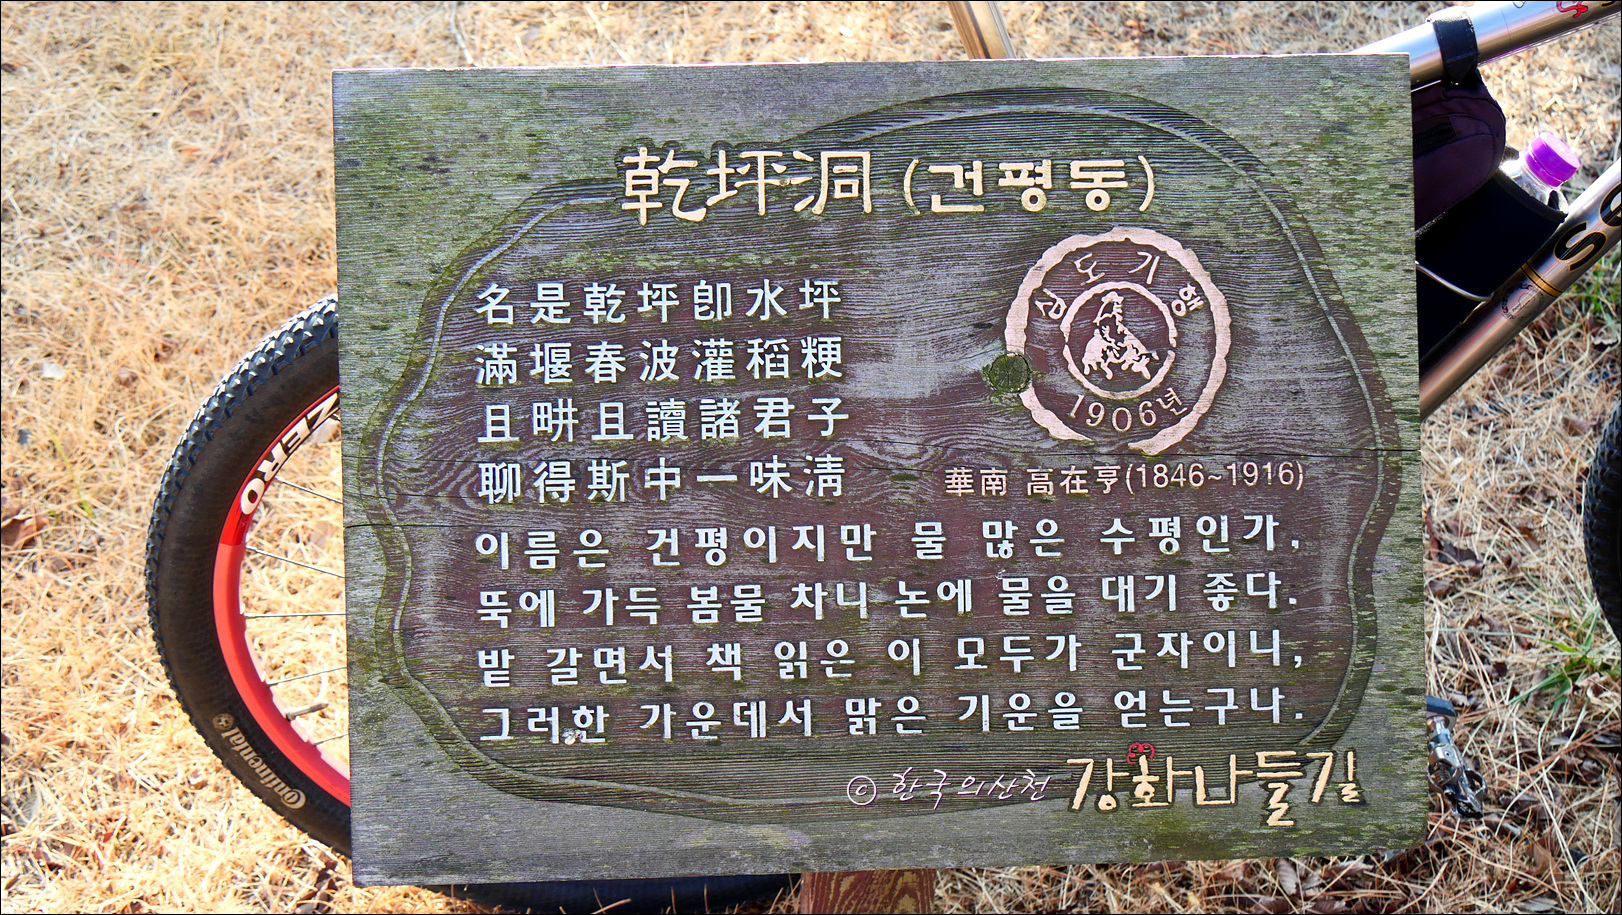 乾坪洞 (건평동)
名是乾坪卽水坪
滿堰春波灌稻粳
且畊且讀諸君子
聊得斯中一味淸
심도기행
1906년
華南 高在亨(1846~1916)
이름은 건평이지만 물 많은 수평인가,
뚝에 가득 봄물 차니 논에 물을 대기 좋다.
밭 갈면서 책 읽은 이 모두가 군자이니,
그러한 가운데서 맑은 기운을 얻는구나.
© 한국의산천 강화나들길
ZERO
Continental